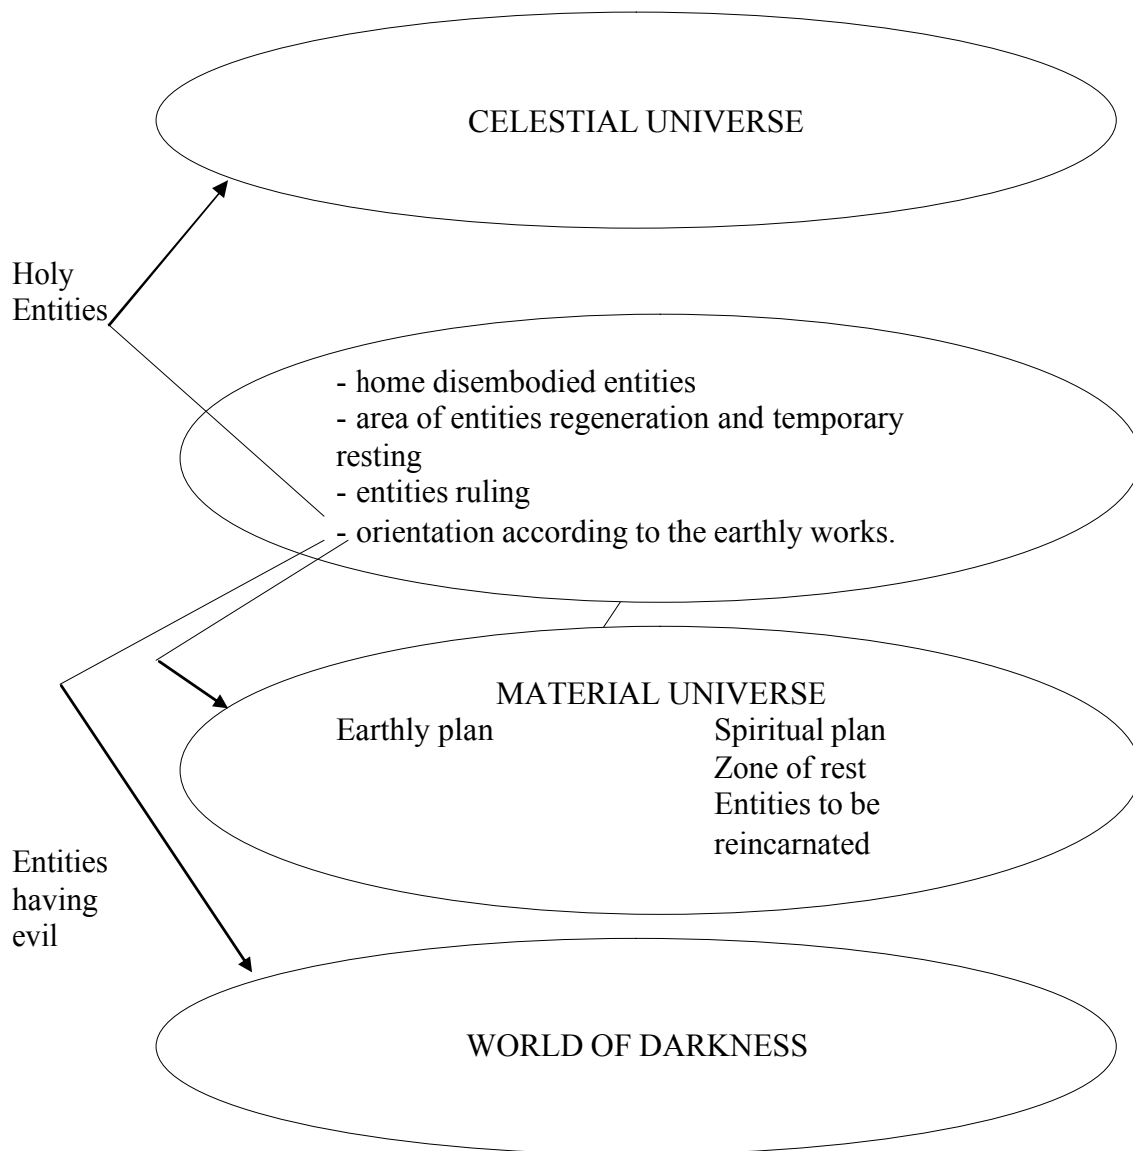 CELESTIAL UNIVERSE
Holy
Entities
- home disembodied entities
- area of entities regeneration and temporary
resting
- entities ruling
- orientation according to the earthly works.
MATERIAL UNIVERSE
Earthly plan
Spiritual plan
Zone of rest
Entities to be
reincarnated
Entities
having
evil
WORLD OF DARKNESS